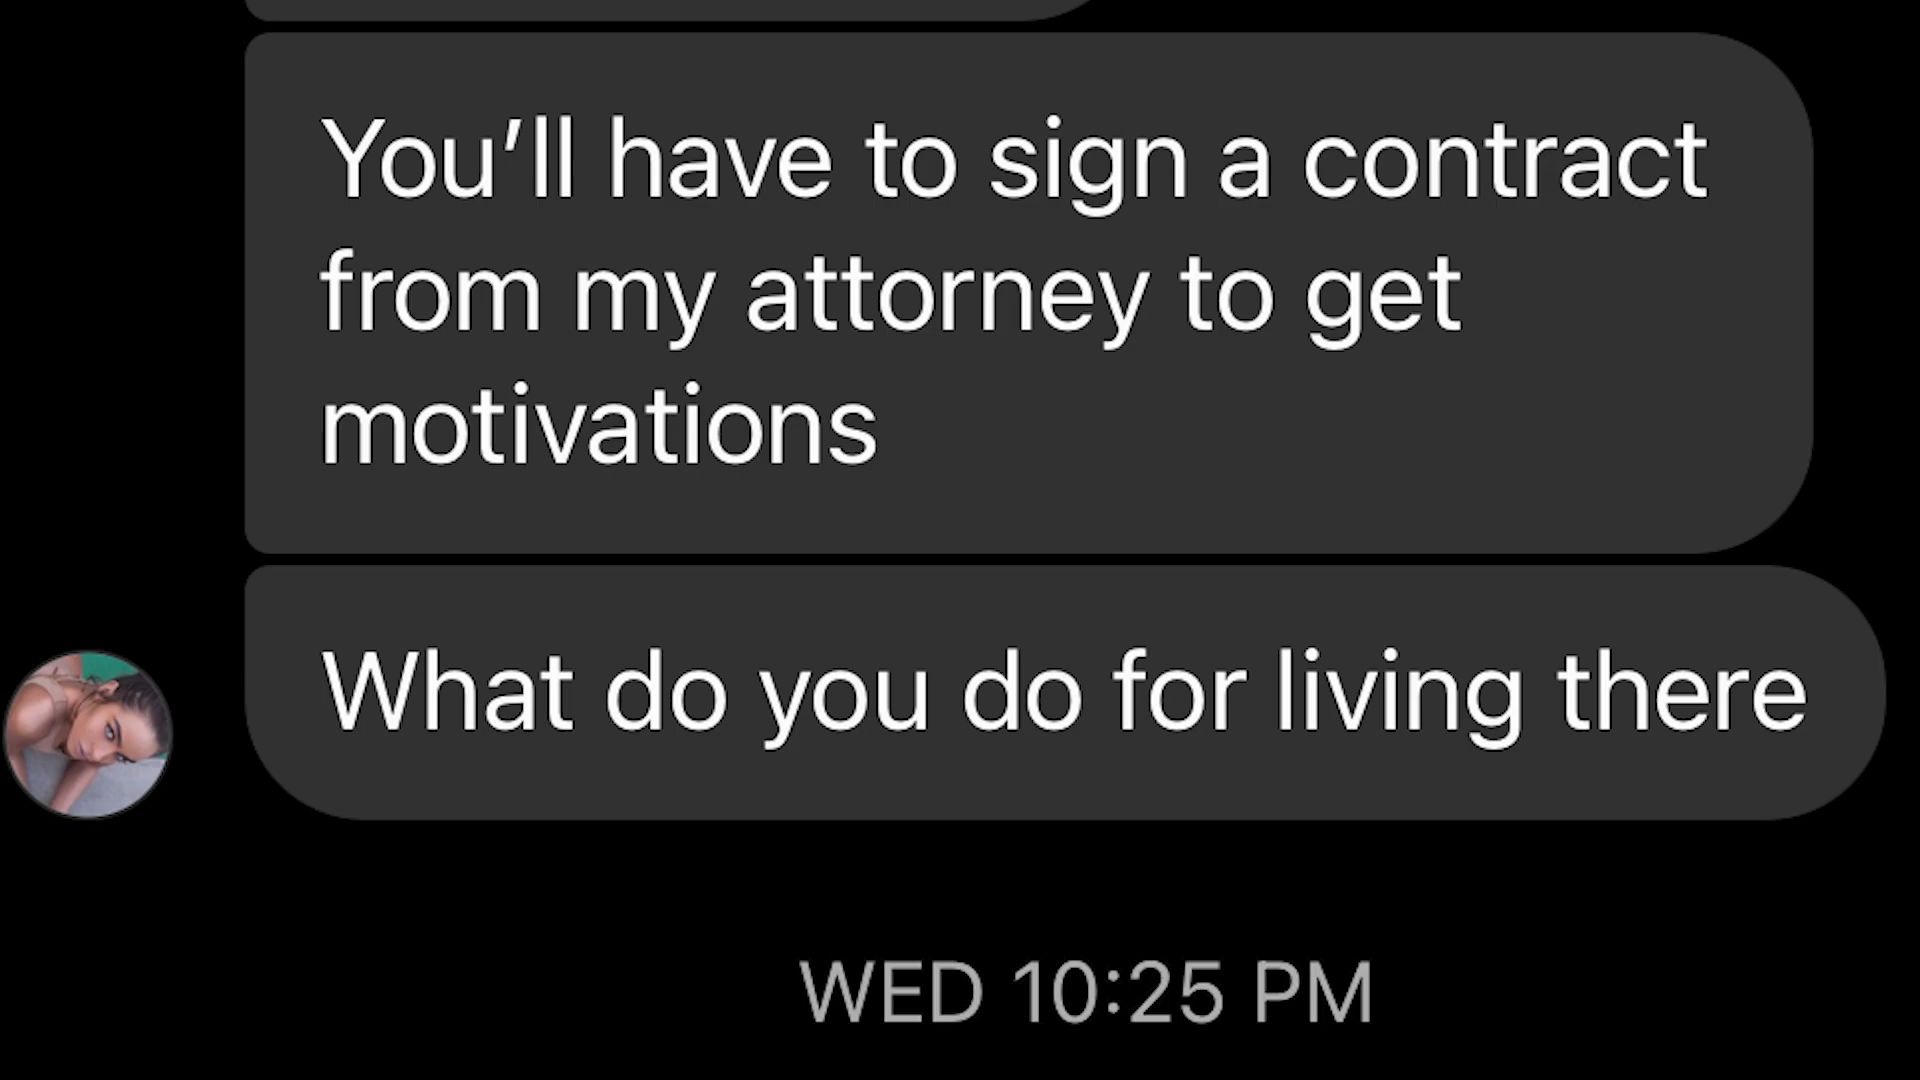 You’ll have to sign a contract
from my attorney to get
motivations
What do you do for living there
WED 10:25 PM